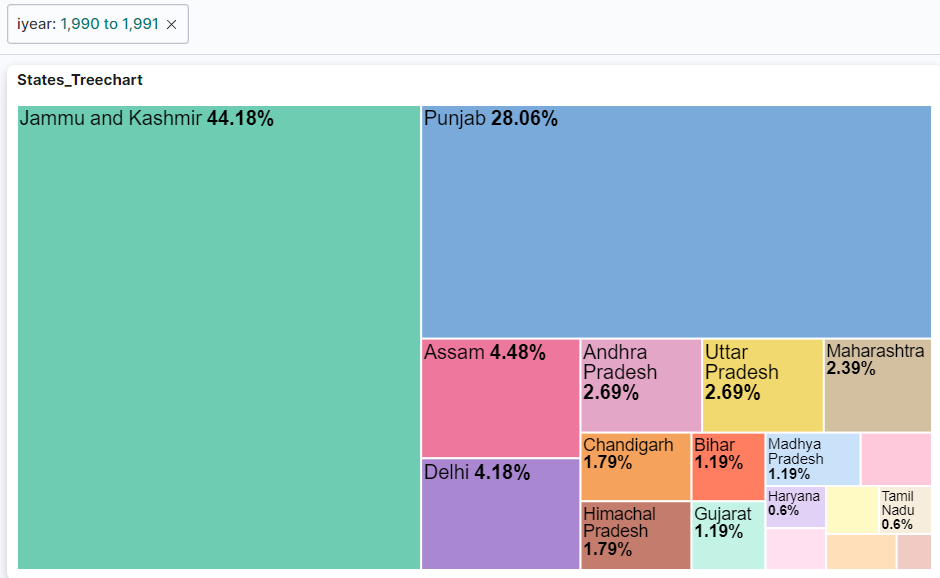 iyear: 1,990 to 1,991 ×
States_Treechart
Jammu and Kashmir 44.18%
Punjab 28.06%
Assam 4.48%
Andhra
Pradesh
2.69%
Uttar
Pradesh
2.69%
Maharashtra
2.39%
Delhi 4.18%
Chandigarh
1.79%
Bihar
1.19%
Madhya
Pradesh
1.19%
Himachal
Pradesh
1.79%
Gujarat
1.19%
Haryana
0.6%
Tamil
Nadu
0.6%